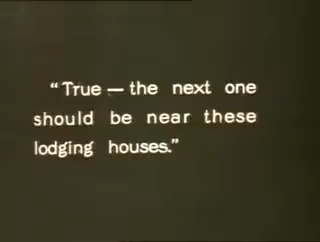 “True — the next one
should be near these
lodging houses.”